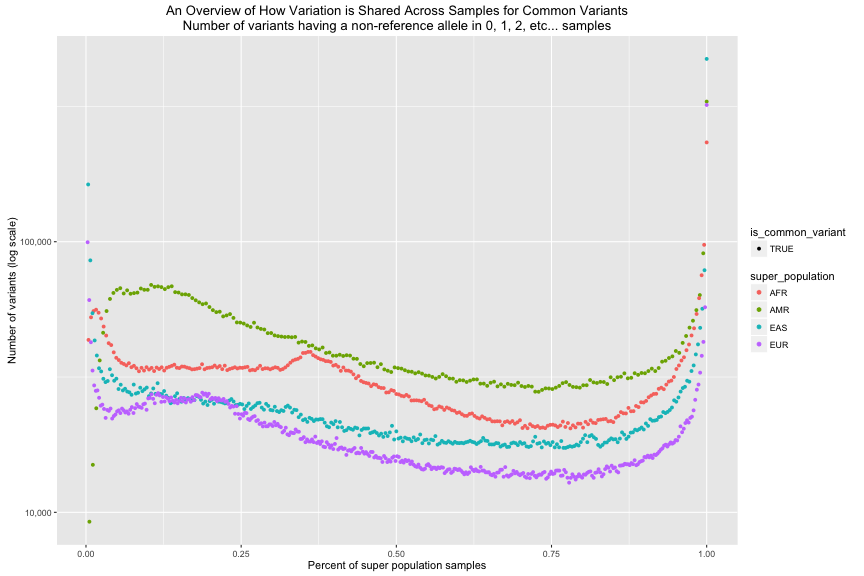 An Overview of How Variation is Shared Across Samples for Common Variants
Number of variants having a non-reference allele in 0, 1, 2, etc... samples
Number of variants (log scale)
100,000
10,000
0.00
0.25
0.50
0.75
1.00
Percent of super population samples
is_common_variant
TRUE
super_population
AFR
AMR
EAS
EUR